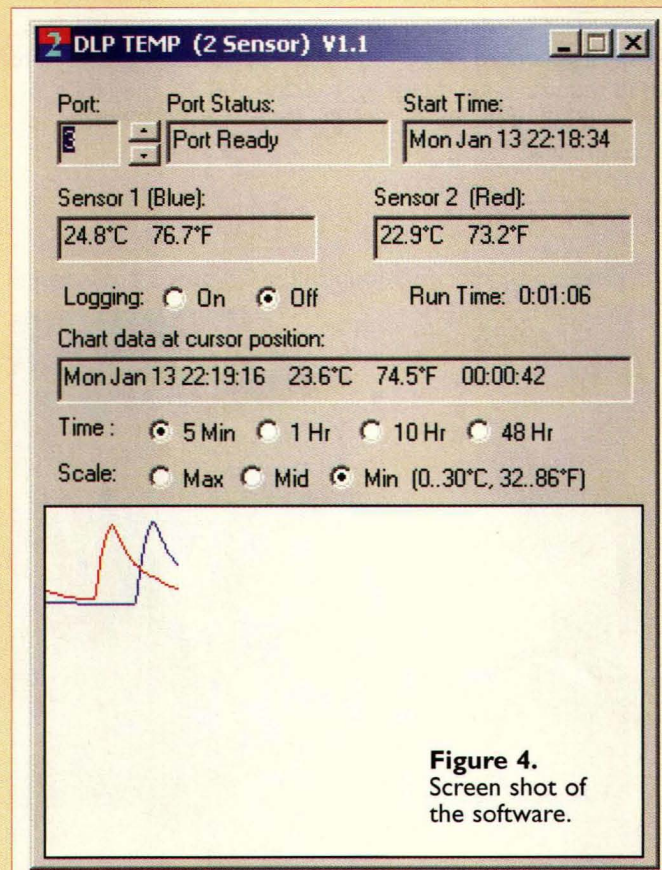 2 DLP TEMP (2 Sensor) V1.1
Port: Port Status: Start Time:
Port Ready Mon Jan 13 22:18:34
Sensor 1 (Blue): Sensor 2 (Red):
24.8°C 76.7°F 22.9°C 73.2°F
Logging: On Off Run Time: 0:01:06
Chart data at cursor position:
Mon Jan 13 22:19:16 23.6°C 74.5°F 00:00:42
Time : 5 Min 1 Hr 10 Hr 48 Hr
Scale: Max Mid Min (0..30°C, 32..86°F)
Figure 4.
Screen shot of
the software.